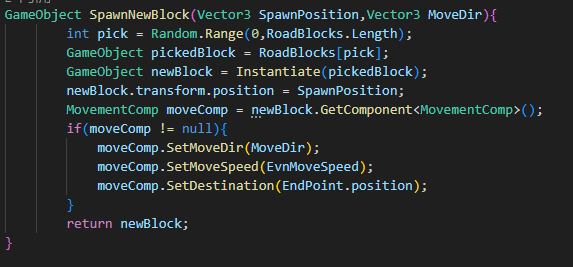 GameObject SpawnNewBlock(Vector3 SpawnPosition,Vector3 MoveDir){
int pick = Random.Range(0,RoadBlocks.Length);
GameObject pickedBlock = RoadBlocks[pick];
GameObject newBlock = Instantiate(pickedBlock);
newBlock.transform.position = SpawnPosition;
MovementComp moveComp = newBlock.GetComponent<MovementComp>();
if(moveComp != null){
moveComp.SetMoveDir(MoveDir);
moveComp.SetMoveSpeed(EvnMoveSpeed);
moveComp.SetDestination(EndPoint.position);
}
return newBlock;
}